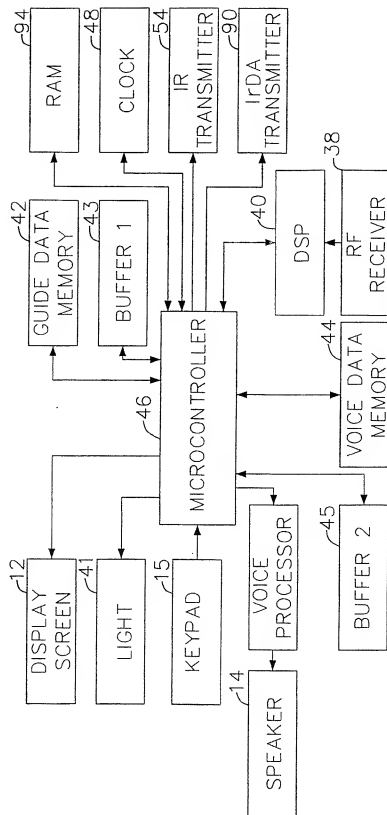 94
RAM
48
CLOCK
54
IR
TRANSMITTER
90
IrDA
TRANSMITTER
42
GUIDE DATA
MEMORY
43
BUFFER 1
46
MICROCONTROLLER
40
DSP
38
RF
RECEIVER
44
VOICE DATA
MEMORY
12
DISPLAY
SCREEN
41
LIGHT
15
KEYPAD
VOICE
PROCESSOR
45
BUFFER 2
14
SPEAKER